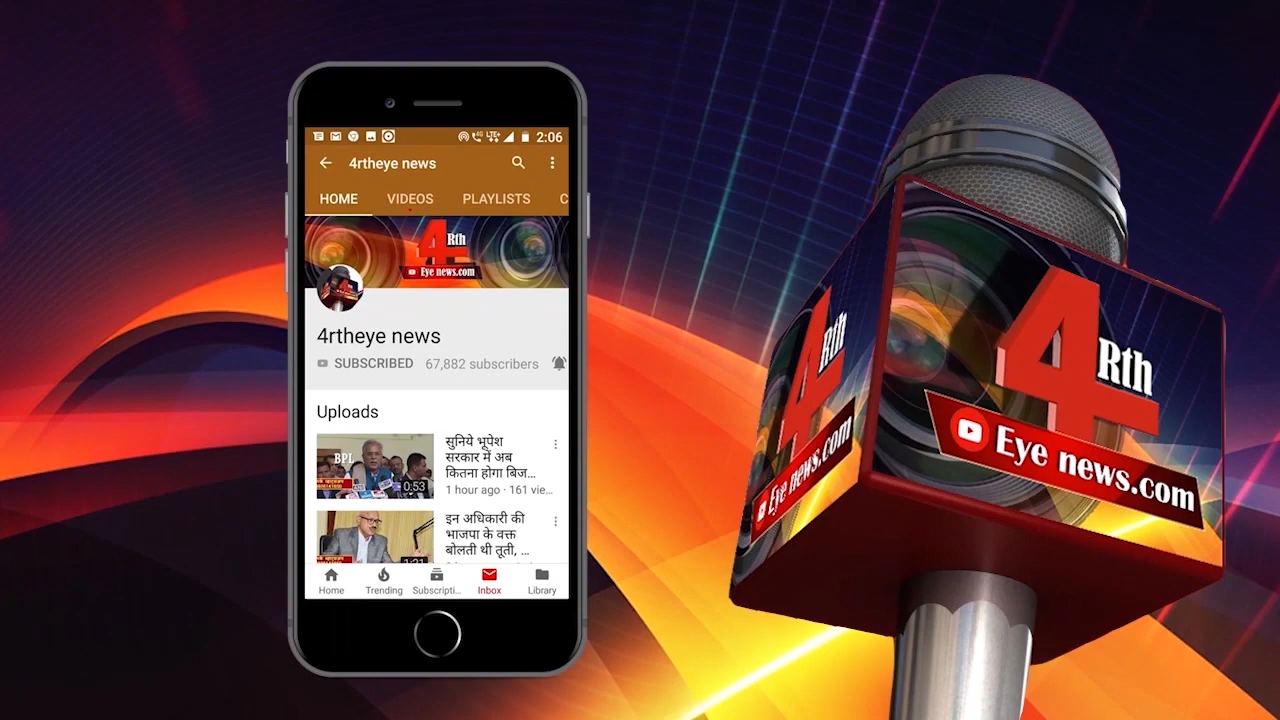 2:06
4rtheye news
HOME VIDEOS PLAYLISTS C
4 Rth
Eye news.com
4rtheye news
SUBSCRIBED 67,882 subscribers
Uploads
BPL
0:53
सुनिये भूपेश
सरकार में अब
कितना होगा बिज...
1 hour ago · 161 vie...
1:21
इन अधिकारी की
भाजपा के वक्त
बोलती थी तूती, ...
Home Trending Subscripti... Inbox Library
4 Rth
Eye news.com
4 Rth
Eye news.com